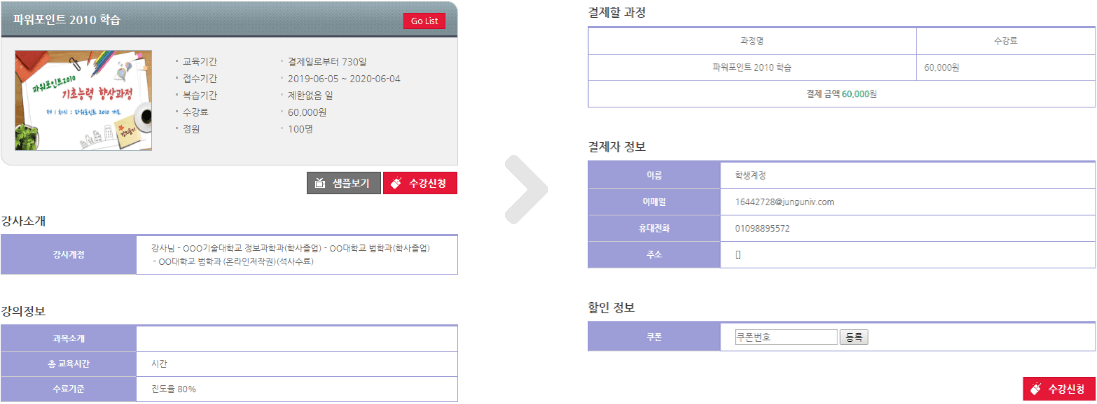 파워포인트 2010 학습
Go List
파워포인트2010
기초능력 향상과정
· 교육기간 · 결제일로부터 730일
· 접수기간 · 2019-06-05 ~ 2020-06-04
· 복습기간 · 제한없음 일
· 수강료 · 60,000원
· 정원 · 100명
샘플보기
수강신청
강사소개
강사계정
강사님 - OOO기술대학교 정보과학과(학사졸업) - OO대학교 법학과(학사졸업)
- OO대학교 법학과 (온라인저작권)(석사수료)
강의정보
과목소개
총 교육시간 시간
수료기준 진도율 80%
결제할 과정
과정명 수강료
파워포인트 2010 학습 60,000원
결제 금액 60,000원
결제자 정보
이름 학생계정
이메일 16442728@junguniv.com
휴대전화 01098895572
주소 []
할인 정보
쿠폰 쿠폰번호 등록
수강신청